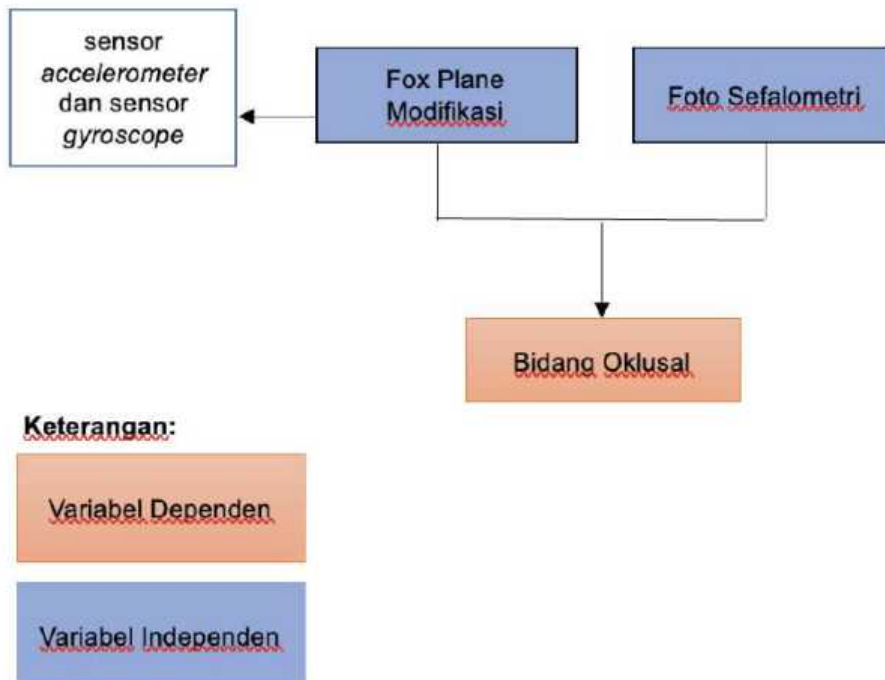 sensor
accelerometer
dan sensor
gyroscope
Fox Plane
Modifikasi
Foto Sefalometri
Bidang Oklusal
Keterangan:
Variabel Dependen
Variabel Independen